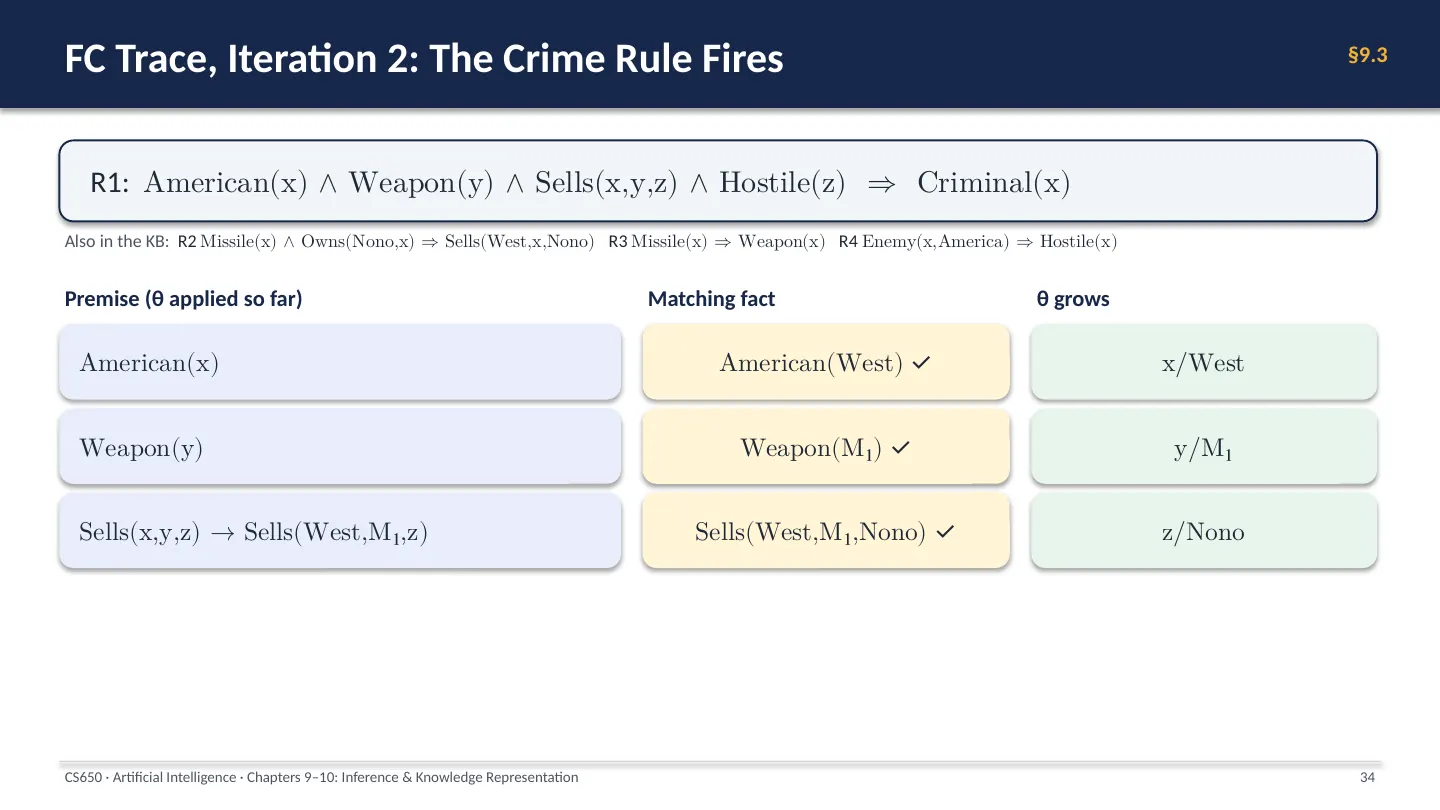 FC Trace, Iteration 2: The Crime Rule Fires
§9.3
R1: American(x) ∧ Weapon(y) ∧ Sells(x,y,z) ∧ Hostile(z) ⇒ Criminal(x)
Also in the KB: R2 Missile(x) ∧ Owns(Nono,x) ⇒ Sells(West,x,Nono) R3 Missile(x) ⇒ Weapon(x) R4 Enemy(x,America) ⇒ Hostile(x)
Premise (θ applied so far) Matching fact θ grows
American(x) American(West) ✓ x/West
Weapon(y) Weapon(M₁) ✓ y/M₁
Sells(x,y,z) → Sells(West,M₁,z) Sells(West,M₁,Nono) ✓ z/Nono
CS650 · Artificial Intelligence · Chapters 9–10: Inference & Knowledge Representation 34